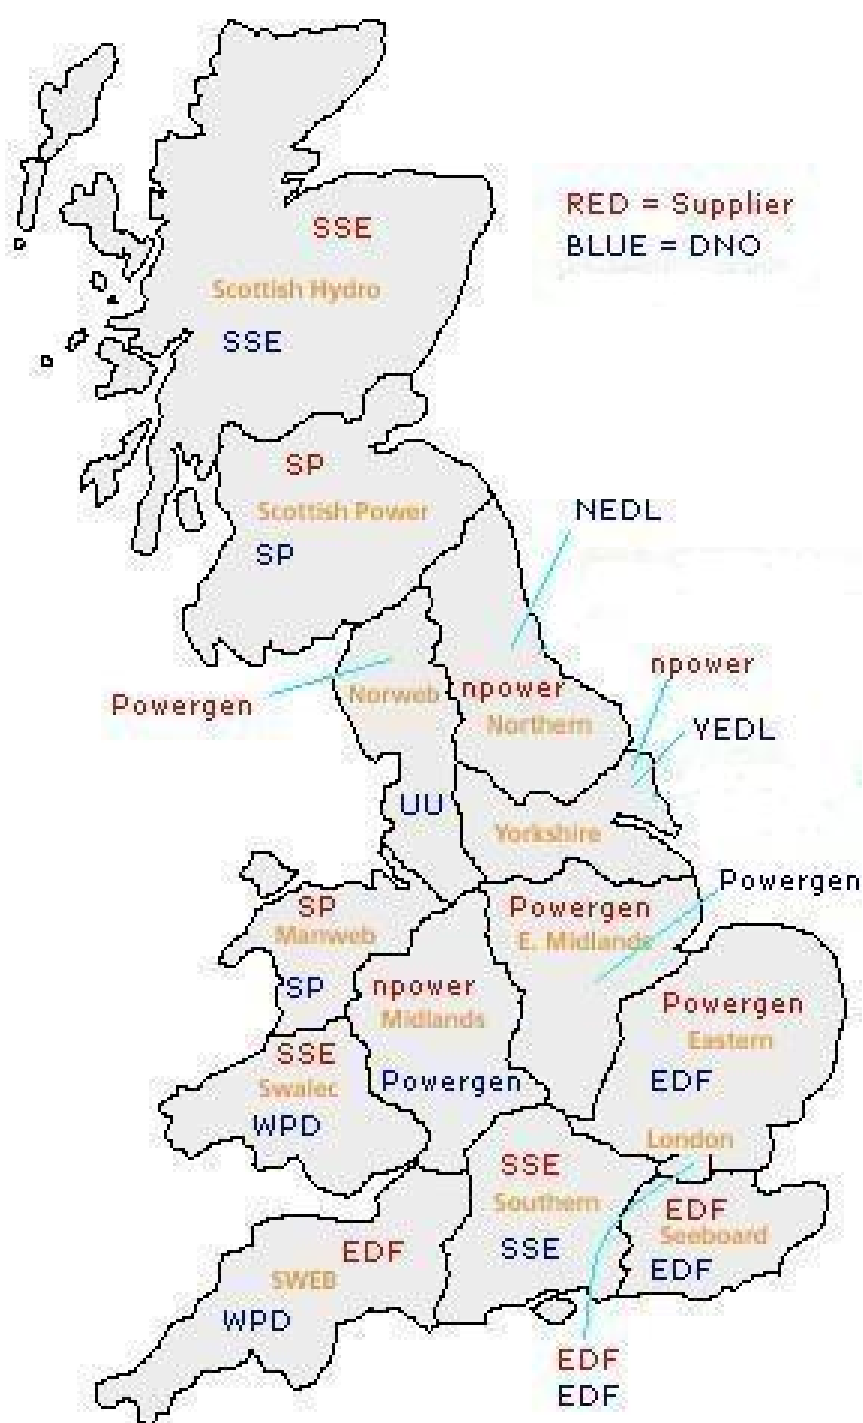 RED = Supplier
BLUE = DNO
SSE
Scottish Hydro
SSE
SP
Scottish Power
SP
NEDL
npower
Powergen
Norweb
npower
Northern
YEDL
UU
Yorkshire
Powergen
SP
Manweb
SP
Powergen
E. Midlands
npower
Midlands
Powergen
Powergen
Eastern
EDF
SSE
Swalec
WPD
London
SSE
Southern
SSE
EDF
Seeboard
EDF
EDF
SWEB
WPD
EDF
EDF